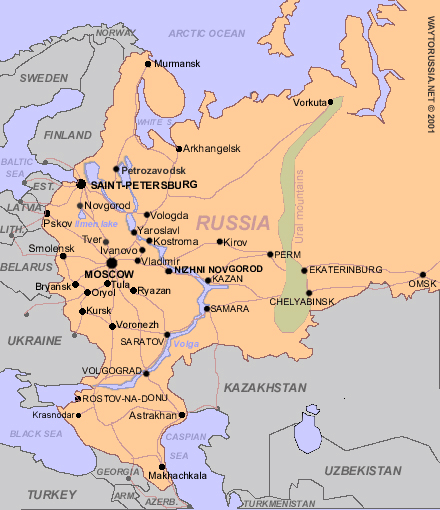 NORWAY
ARCTIC OCEAN
WAYTORUSSIA.NET © 2001
SWEDEN
Murmansk
Vorkuta
FINLAND
WHITE S.
Arkhangelsk
BALTIC
SEA
Petrozavodsk
EST.
SAINT-PETERSBURG
Ural mountains
LATVIA
Novgorod
Pskov
Ilmen lake
Vologda
RUSSIA
LITH.
Yaroslavl
Tver
Kostroma
Kirov
Smolensk
Ivanovo
PERM
Vladimir
BELARUS
MOSCOW
NZHNI NOVGOROD
EKATERINBURG
KAZAN
OMSK
Bryansk
Tula
Oryol
Ryazan
CHELYABINSK
Kursk
SAMARA
Voronezh
UKRAINE
SARATOV
Volga
VOLGOGRAD
KAZAKHSTAN
ROSTOV-NA-DONU
Krasnodar
Astrakhan
BLACK SEA
CASPIAN
SEA
GEORGIA
Makhachkala
UZBEKISTAN
TURKEY
ARM.
AZERB.
TURKMENISTAN